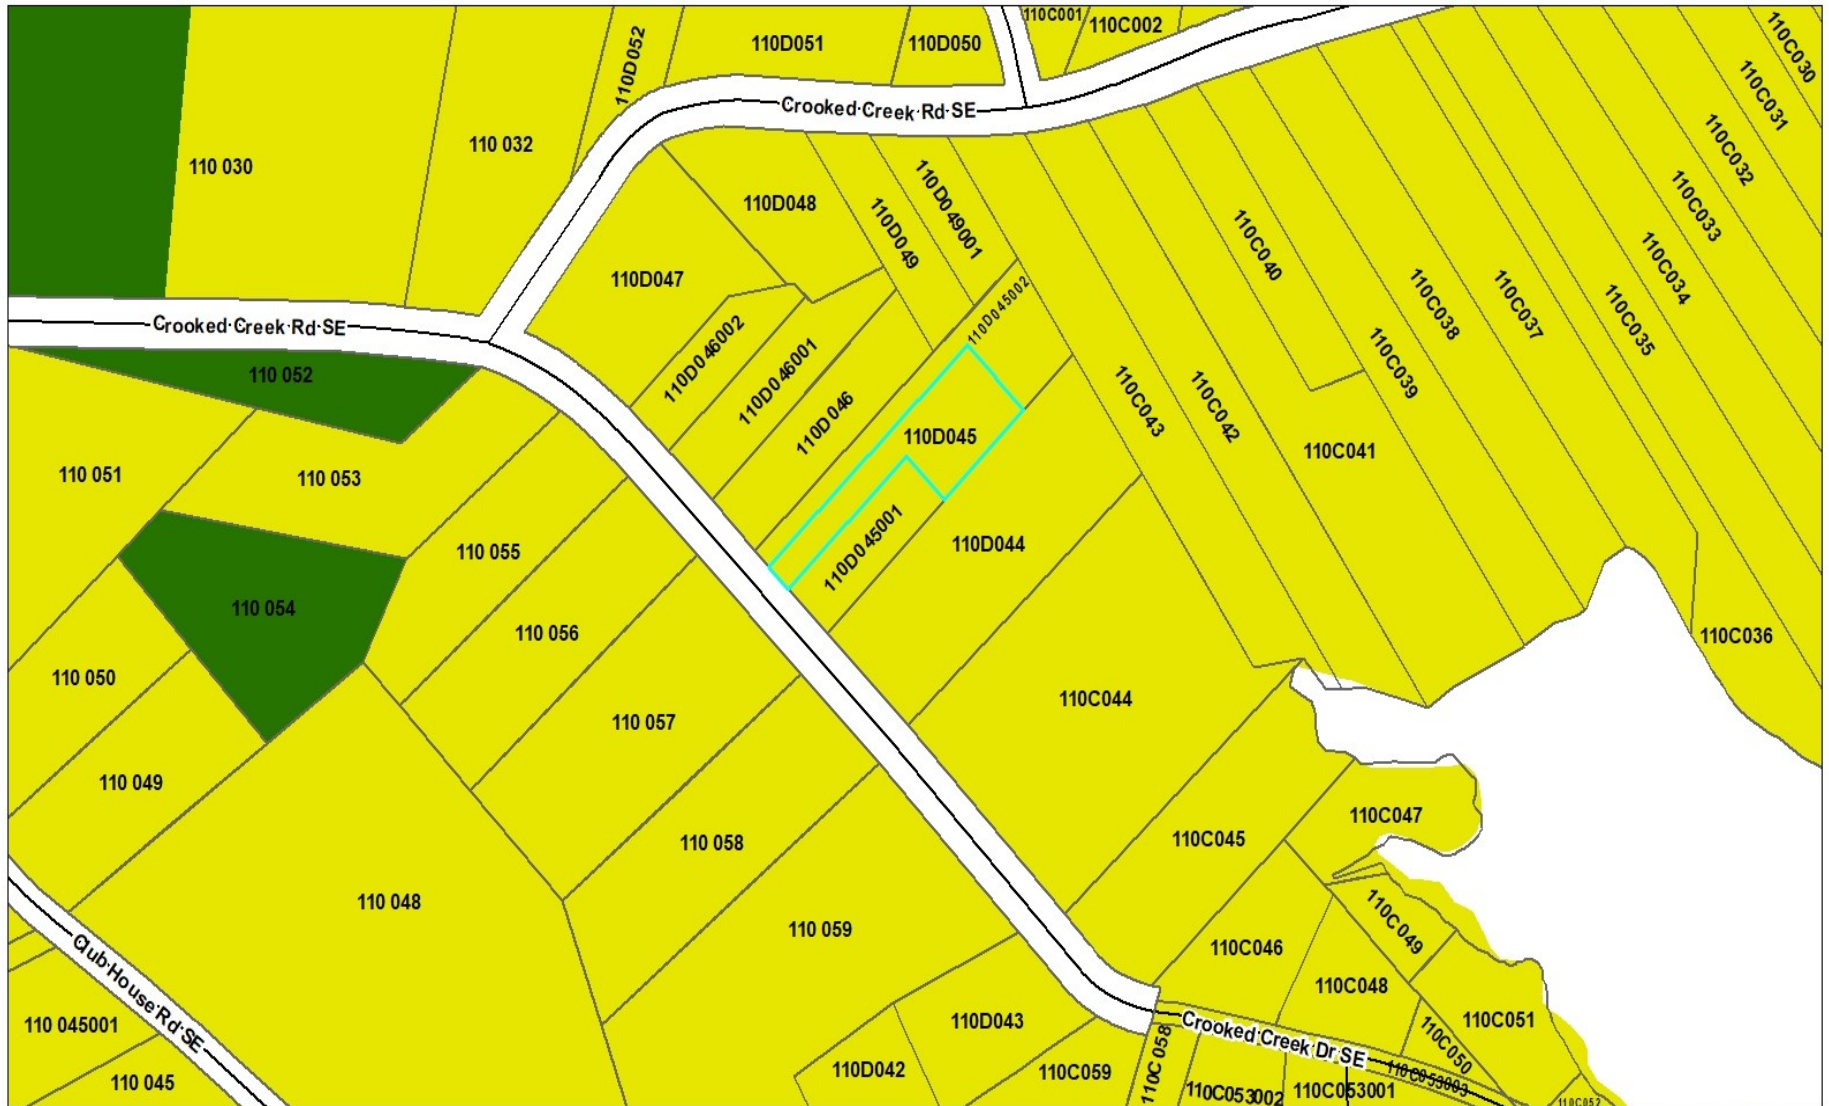 110C001
110C002
110C030
110D051
110D050
110D052
110C031
Crooked Creek Rd SE
110C032
110 032
110 030
110D048
110D049
110D049001
110C040
110C033
110C034
110D047
110D045002
110C038
110C037
110C035
Crooked Creek Rd SE
110 052
110D046002
110D046001
110D046
110C043
110C042
110C039
110D045
110C041
110 051
110 053
110 055
110D045001
110D044
110 054
110 056
110C036
110 050
110 057
110C044
110 049
110 058
110C045
110C047
110 048
110 059
110C046
110C049
Club House Rd SE
110C048
110 045001
110D043
Crooked Creek Dr SE
110C050
110C051
110D042
110C059
110C058
110C053003
110 045
110C053002
110C053001
110C052